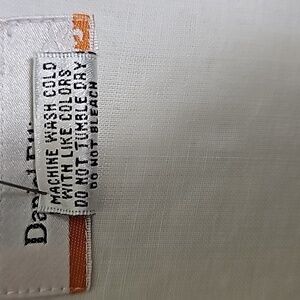 MACHINE WASH COLD
WITH LIKE COLORS
DO NOT TUMBLE DRY
DO NOT BLEACH